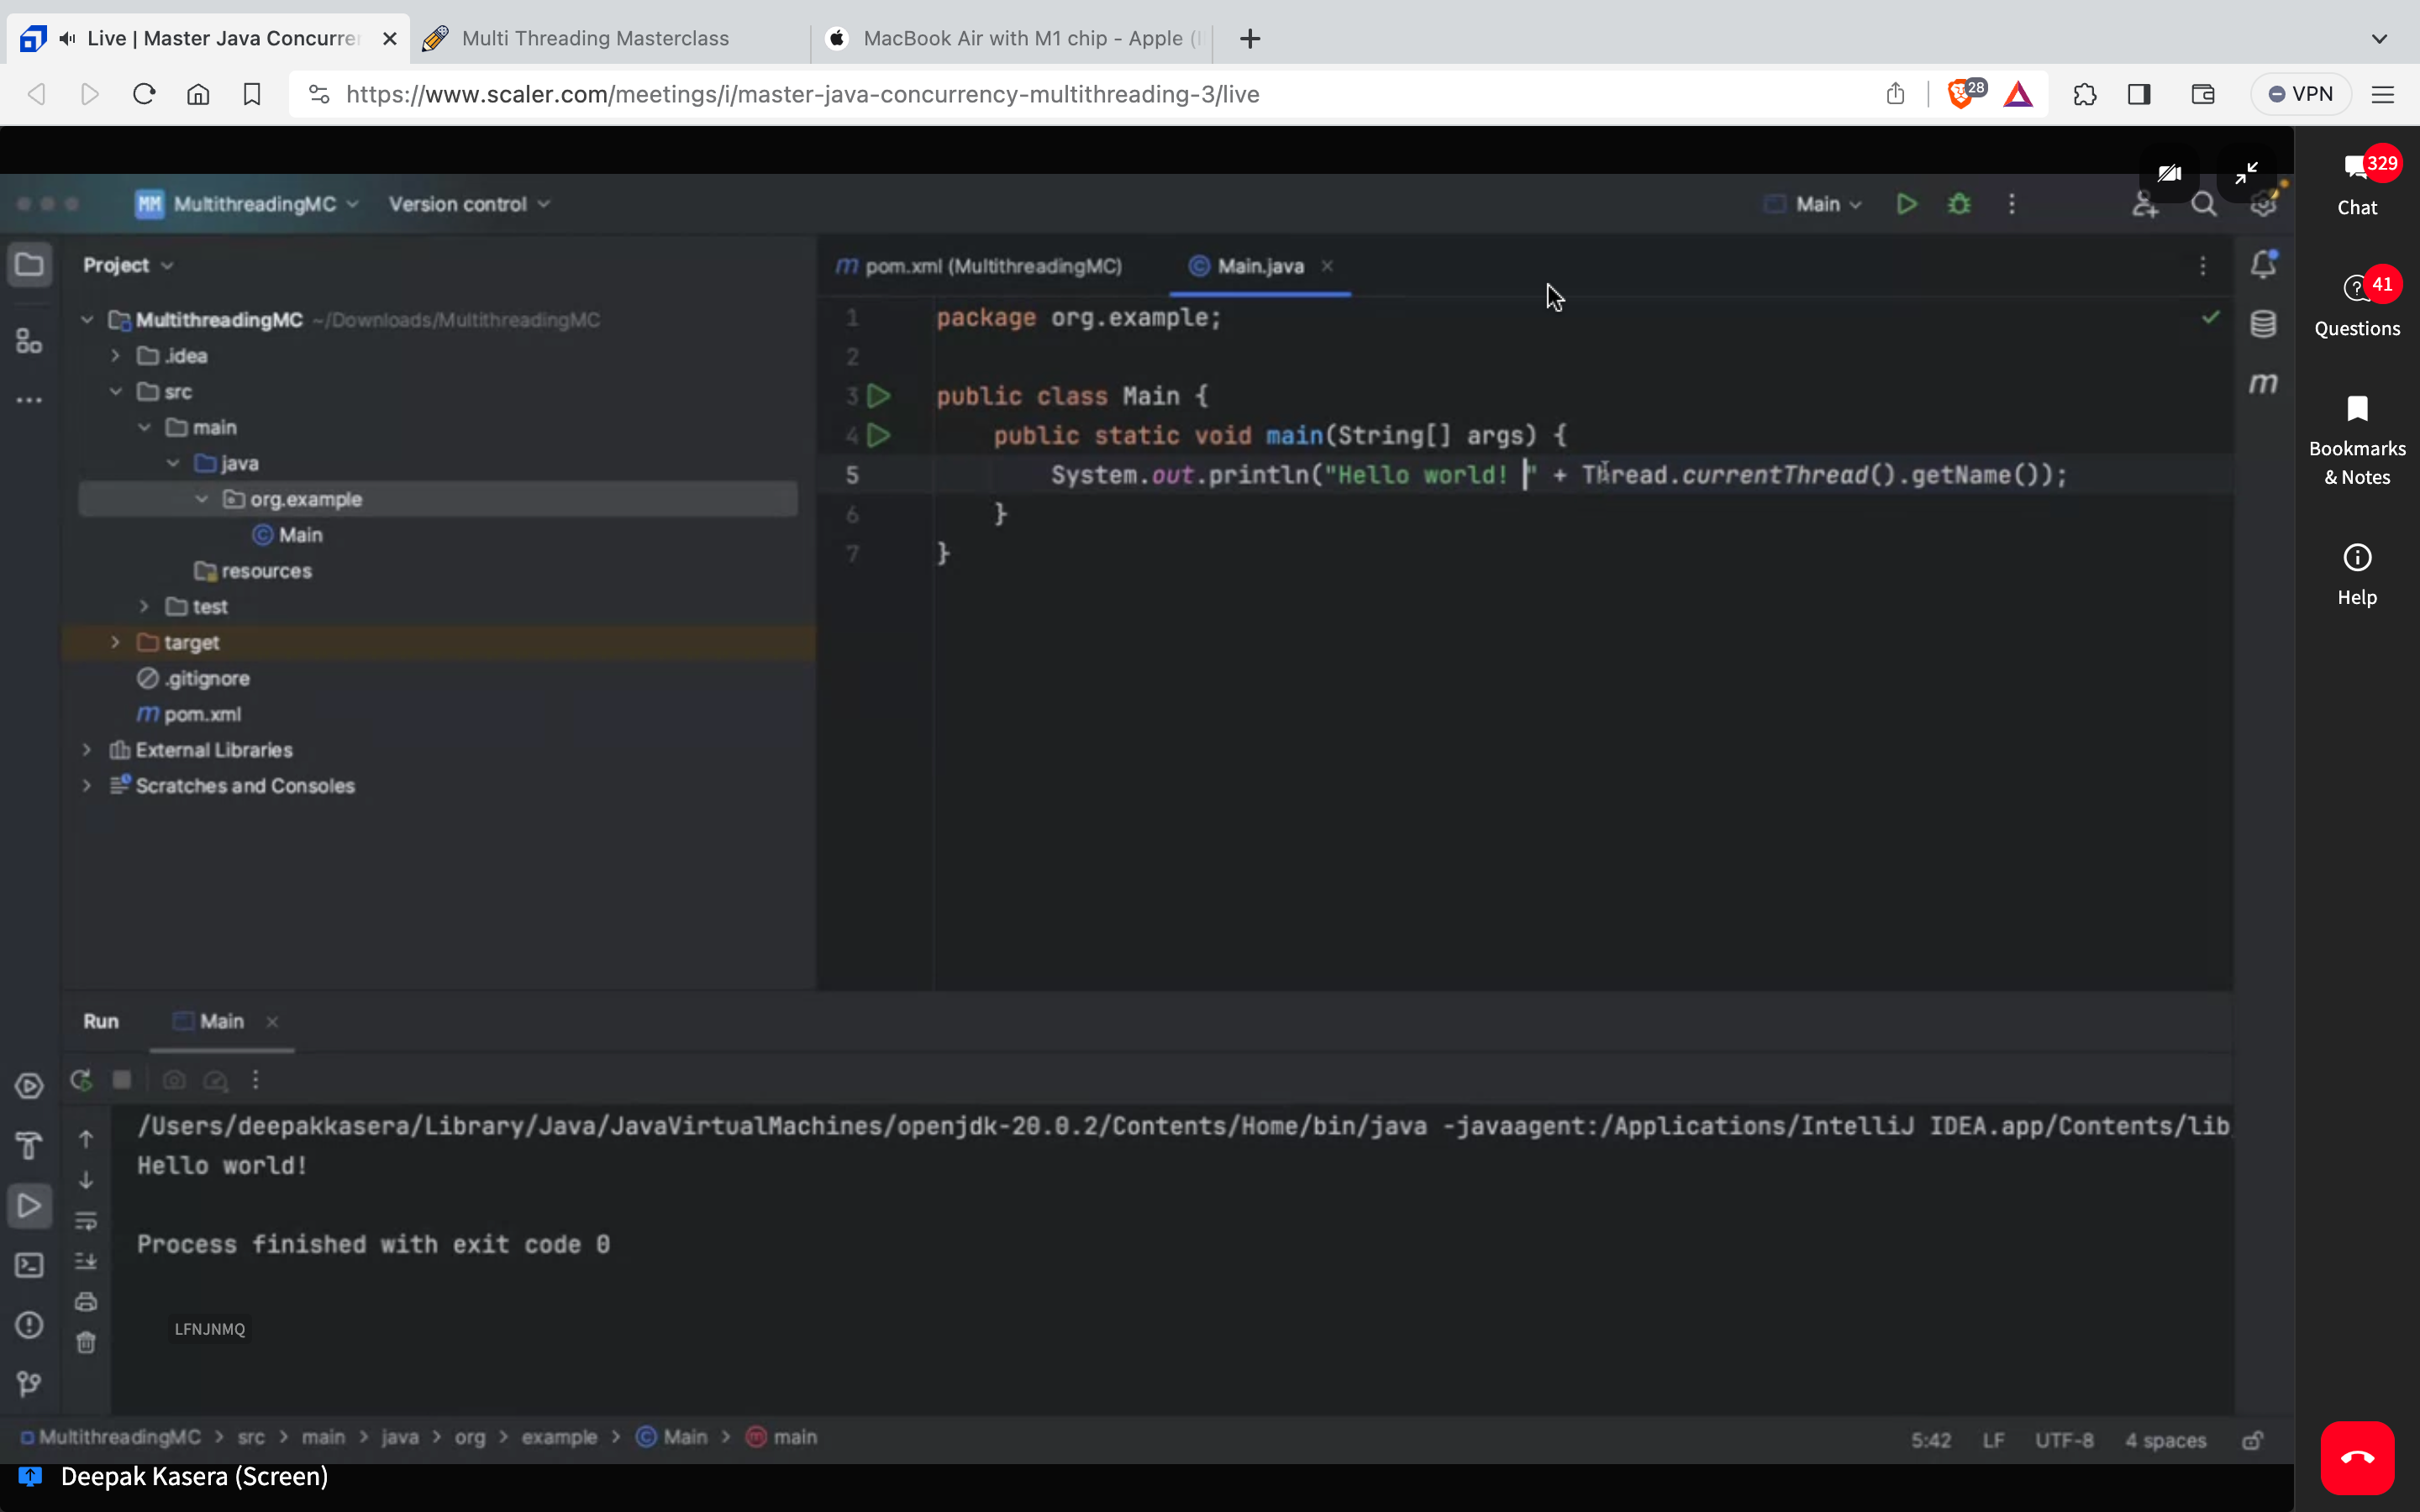 Live | Master Java Concurre
Multi Threading Masterclass
MacBook Air with M1 chip - Apple (
https://www.scaler.com/meetings/i/master-java-concurrency-multithreading-3/live
28
VPN
329
Chat
41
Questions
Bookmarks
& Notes
Help
MM MultithreadingMC
Version control
Main
Project
MultithreadingMC ~/Downloads/MultithreadingMC
.idea
src
main
java
org.example
Main
resources
test
target
.gitignore
m pom.xml
External Libraries
Scratches and Consoles
m pom.xml (MultithreadingMC)
Main.java
m
1 package org.example;
2
3 public class Main {
4 public static void main(String[] args) {
5 System.out.println("Hello world! " + Thread.currentThread().getName());
6 }
7 }
Run
Main
/Users/deepakkasera/Library/Java/JavaVirtualMachines/openjdk-20.0.2/Contents/Home/bin/java -javaagent:/Applications/IntelliJ IDEA.app/Contents/lib
Hello world!
Process finished with exit code 0
LFNJNMQ
MultithreadingMC > src > main > java > org > example > Main > main
5:42 LF UTF-8 4 spaces
Deepak Kasera (Screen)